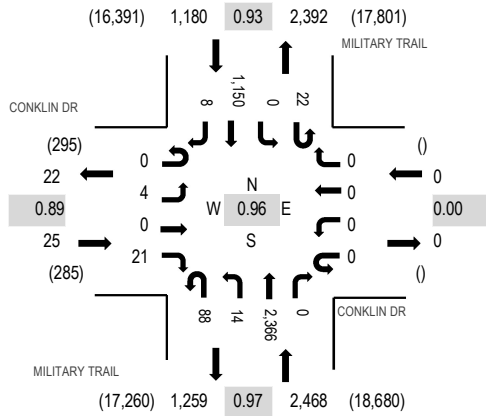 (16,391) 1,180 0.93 2,392 (17,801)
MILITARY TRAIL
8 1,150 0 22
CONKLIN DR
(295) 0 0 ()
22 4 N 0 0
0.89 0 W 0.96 E 0 0.00
25 21 S 0 0
(285) ()
88 14 2,366 0
CONKLIN DR
MILITARY TRAIL
(17,260) 1,259 0.97 2,468 (18,680)